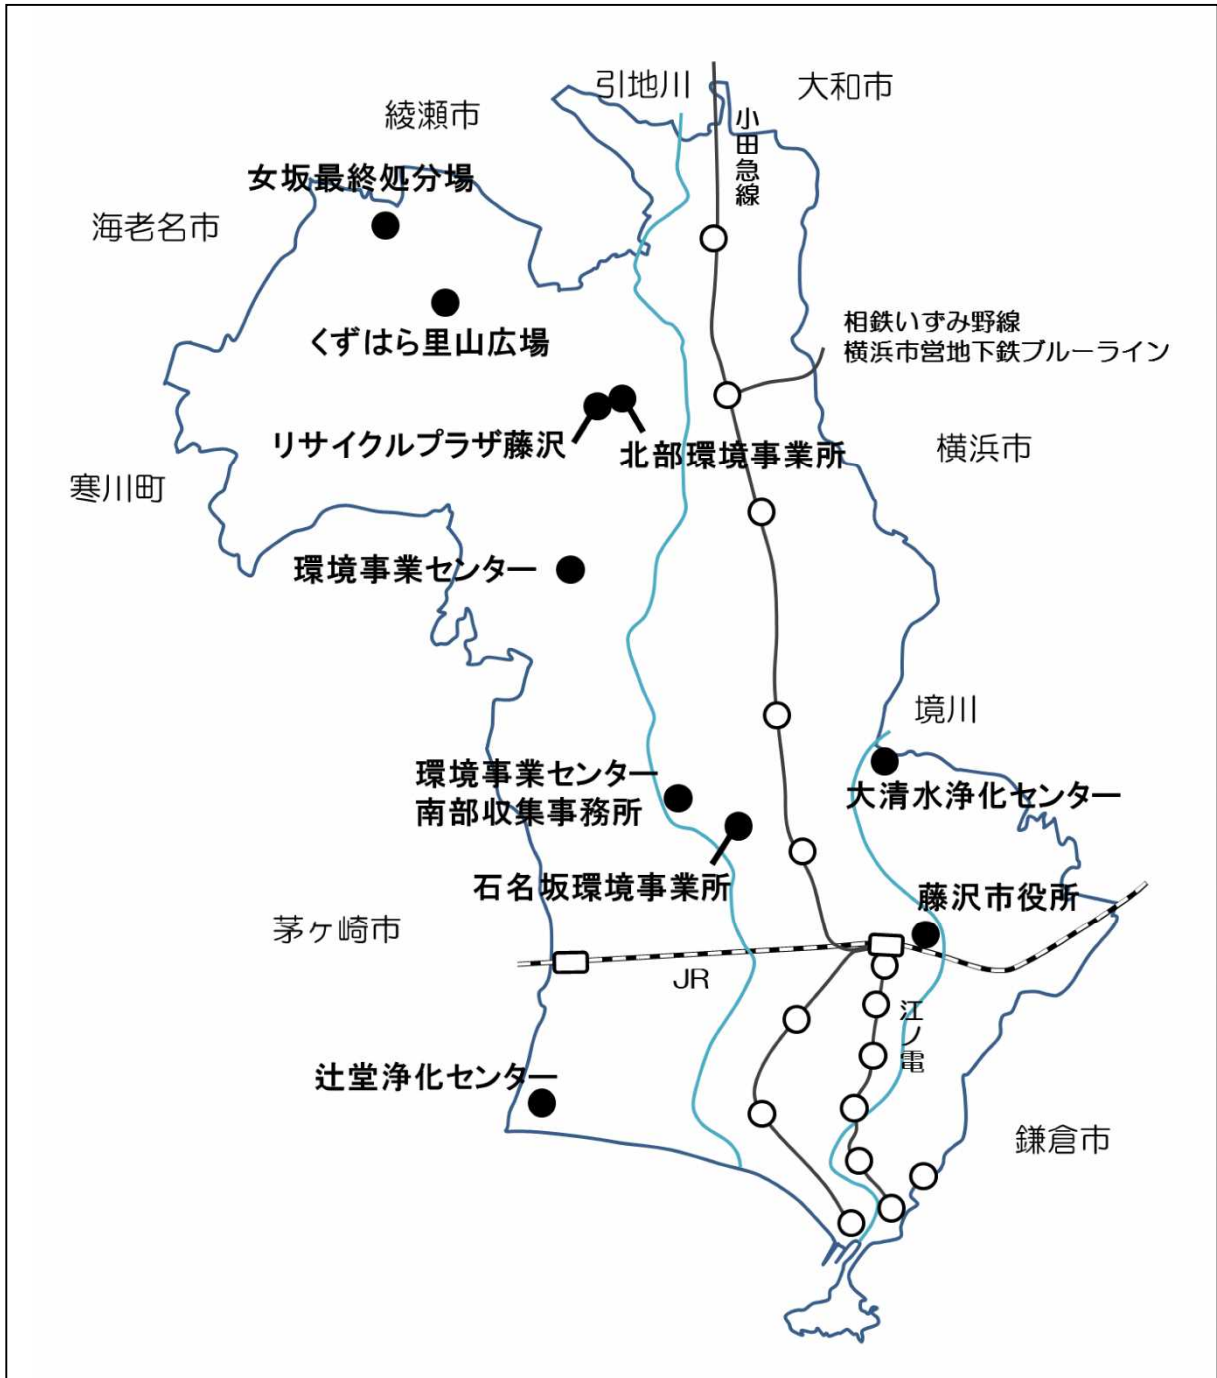 引地川
大和市
綾瀬市
小田急線
女坂最終処分場
海老名市
くずはら里山広場
相鉄いずみ野線
横浜市営地下鉄ブルーライン
リサイクルプラザ藤沢
北部環境事業所
横浜市
寒川町
環境事業センター
境川
環境事業センター
南部収集事務所
大清水浄化センター
石名坂環境事業所
藤沢市役所
茅ヶ崎市
JR
江ノ電
辻堂浄化センター
鎌倉市